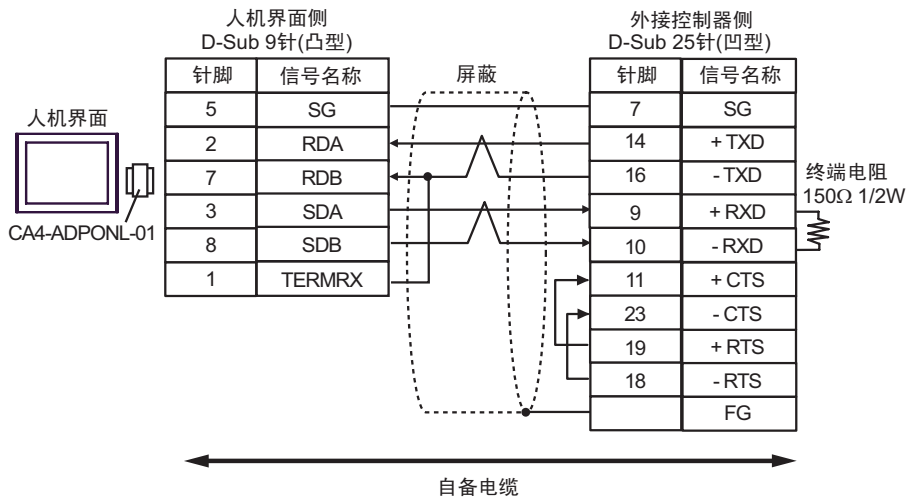 人机界面侧
D-Sub 9针(凸型)
外接控制器侧
D-Sub 25针(凹型)
人机界面
CA4-ADPONL-01
针脚 信号名称
5 SG
2 RDA
7 RDB
3 SDA
8 SDB
1 TERMRX
屏蔽
针脚 信号名称
7 SG
14 +TXD
16 -TXD
9 +RXD
10 -RXD
11 +CTS
23 -CTS
19 +RTS
18 -RTS
FG
终端电阻
150Ω 1/2W
自备电缆